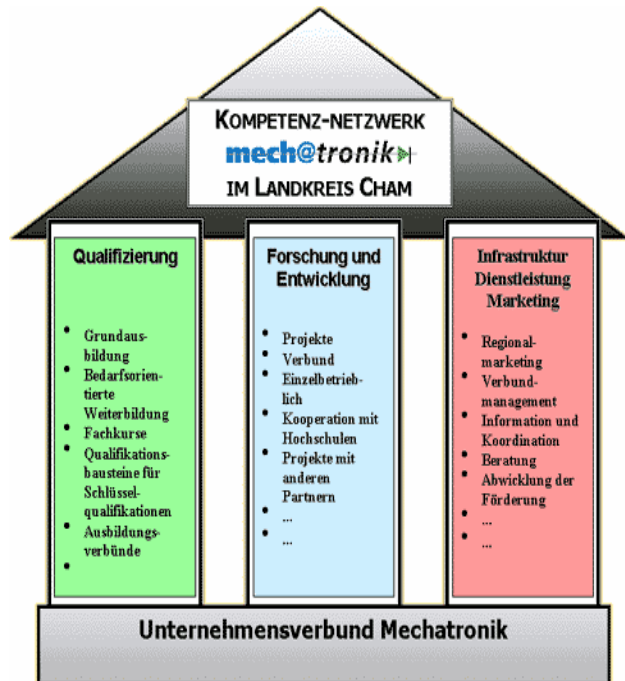 KOMPETENZ-NETZWERK
mech@tronik
IM LANDKREIS CHAM
Qualifizierung
• Grundaus-
bildung
• Bedarfsorien-
tierte
Weiterbildung
• Fachkurse
• Qualifikations-
bausteine für
Schlüssel-
qualifikationen
• Ausbildungs-
verbünde
•
Forschung und
Entwicklung
• Projekte
• Verbund
• Einzelbetrieb-
lich
• Kooperation mit
Hochschulen
• Projekte mit
anderen
Partnern
• ...
• ...
Infrastruktur
Dienstleistung
Marketing
• Regional-
marketing
• Verbund-
management
• Information und
Koordination
• Beratung
• Abwicklung der
Förderung
• ...
• ...
Unternehmensverbund Mechatronik